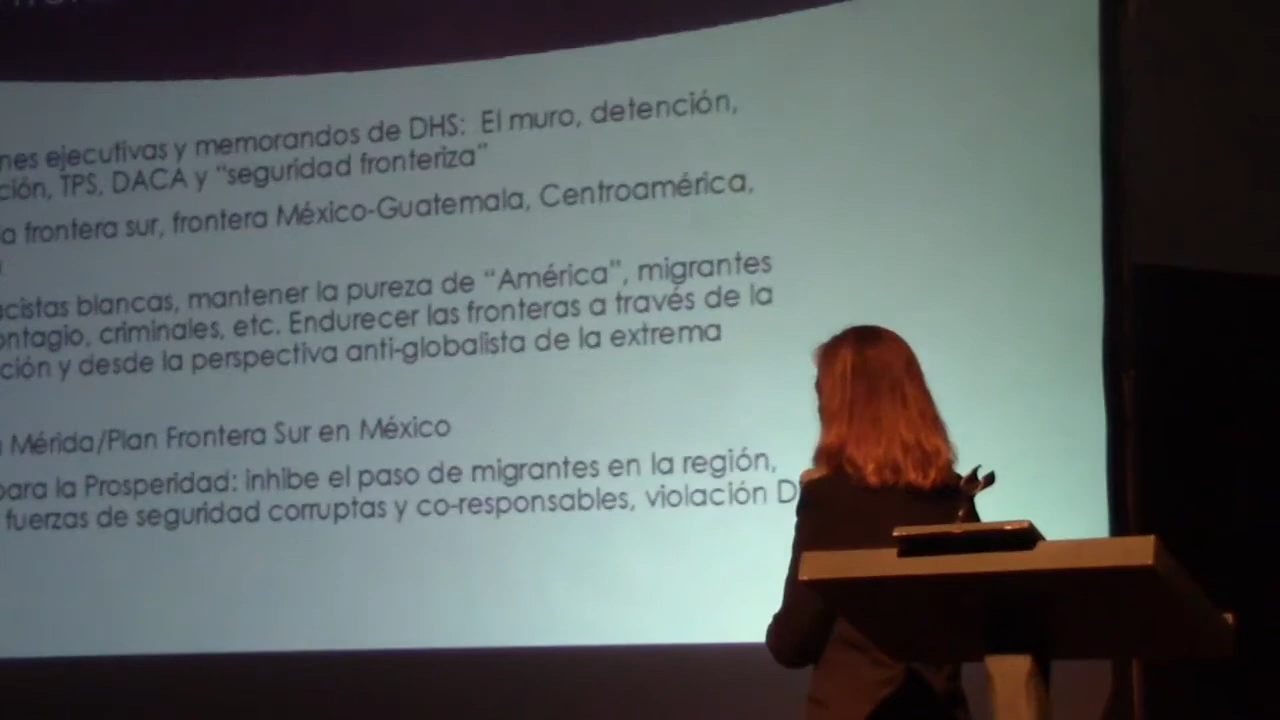 nes ejecutivas y memorandos de DHS: El muro, detención,
ción, TPS, DACA y “seguridad fronteriza”
a frontera sur, frontera México-Guatemala, Centroamérica,
acistas blancas, mantener la pureza de “América”, migrantes
ontagio, criminales, etc. Endurecer las fronteras a través de la
ción y desde la perspectiva anti-globalista de la extrema
Mérida/Plan Frontera Sur en México
para la Prosperidad: inhibe el paso de migrantes en la región,
fuerzas de seguridad corruptas y co-responsables, violación D